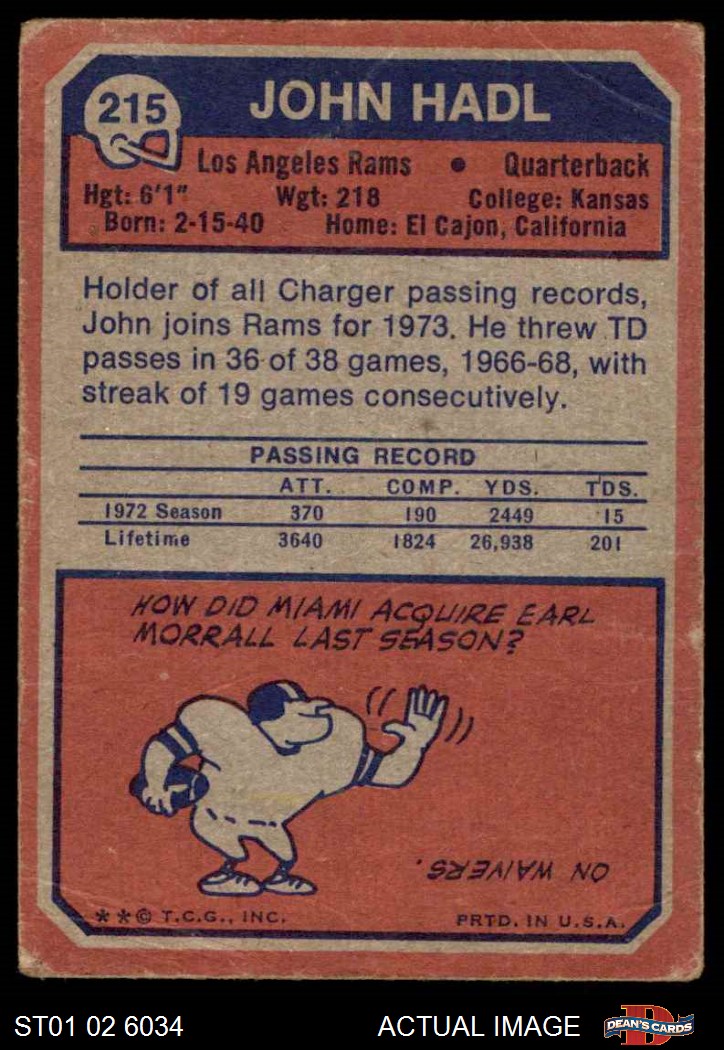 215
JOHN HADL
Los Angeles Rams • Quarterback
Hgt: 6'1" Wgt: 218 College: Kansas
Born: 2-15-40 Home: El Cajon, California
Holder of all Charger passing records,
John joins Rams for 1973. He threw TD
passes in 36 of 38 games, 1966-68, with
streak of 19 games consecutively.
PASSING RECORD
ATT. COMP. YDS. TDS.
1972 Season 370 190 2449 15
Lifetime 3640 1824 26,938 201
HOW DID MIAMI ACQUIRE EARL
MORRALL LAST SEASON?
ON WAIVERS.
**© T.C.G., INC. PRTD. IN U.S.A.
ST01 02 6034 ACTUAL IMAGE DEAN'S CARDS